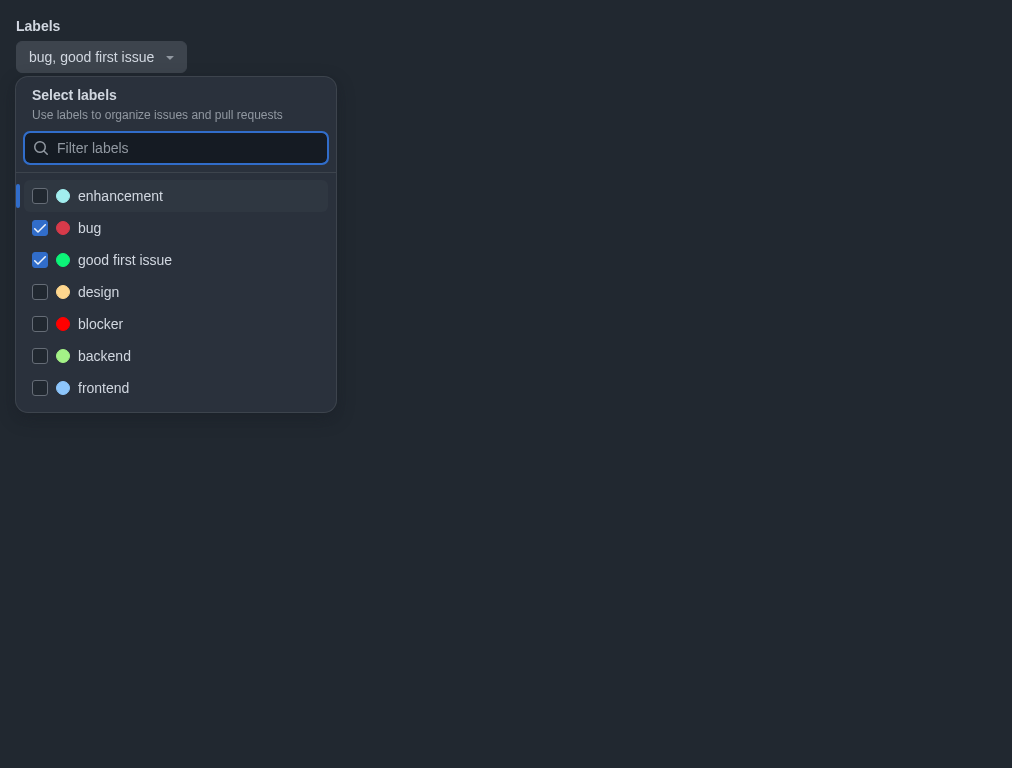 Labels
bug, good first issue
Select labels
Use labels to organize issues and pull requests
Filter labels
enhancement
bug
good first issue
design
blocker
backend
frontend